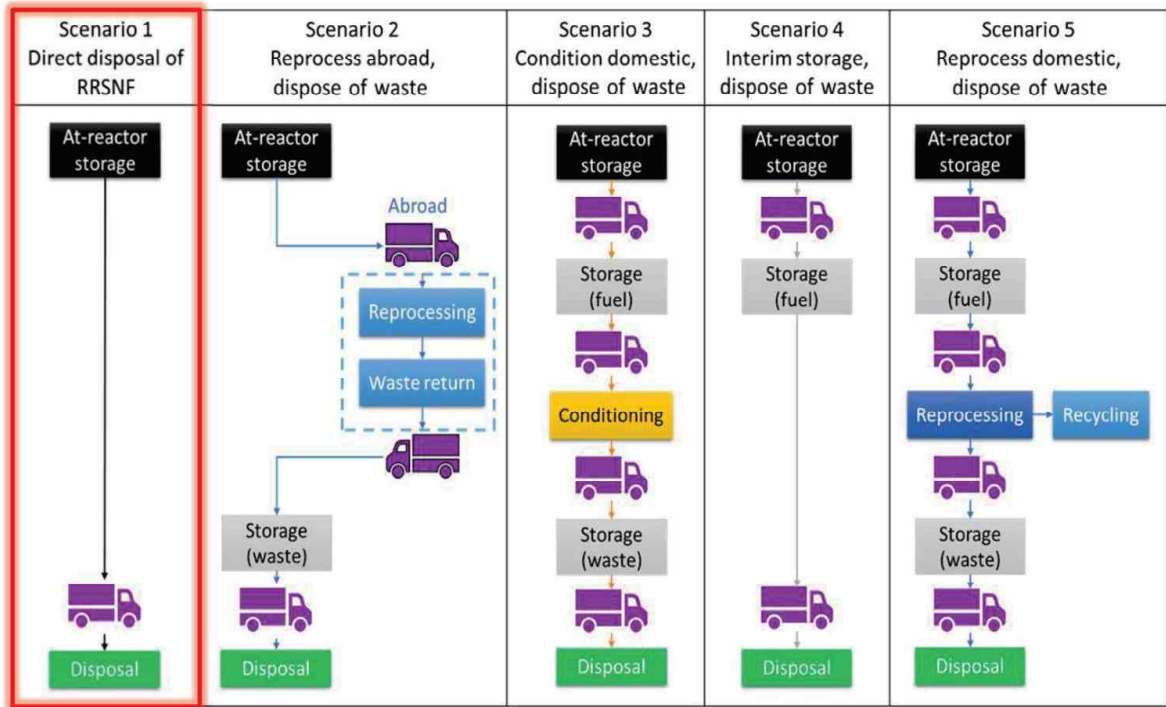 Scenario 1
Direct disposal of
RRSNF
At-reactor
storage
Disposal
Scenario 2
Reprocess abroad,
dispose of waste
At-reactor
storage
Abroad
Reprocessing
Waste return
Storage
(waste)
Disposal
Scenario 3
Condition domestic,
dispose of waste
At-reactor
storage
Storage
(fuel)
Conditioning
Storage
(waste)
Disposal
Scenario 4
Interim storage,
dispose of waste
At-reactor
storage
Storage
(fuel)
Disposal
Scenario 5
Reprocess domestic,
dispose of waste
At-reactor
storage
Storage
(fuel)
Reprocessing
Recycling
Storage
(waste)
Disposal